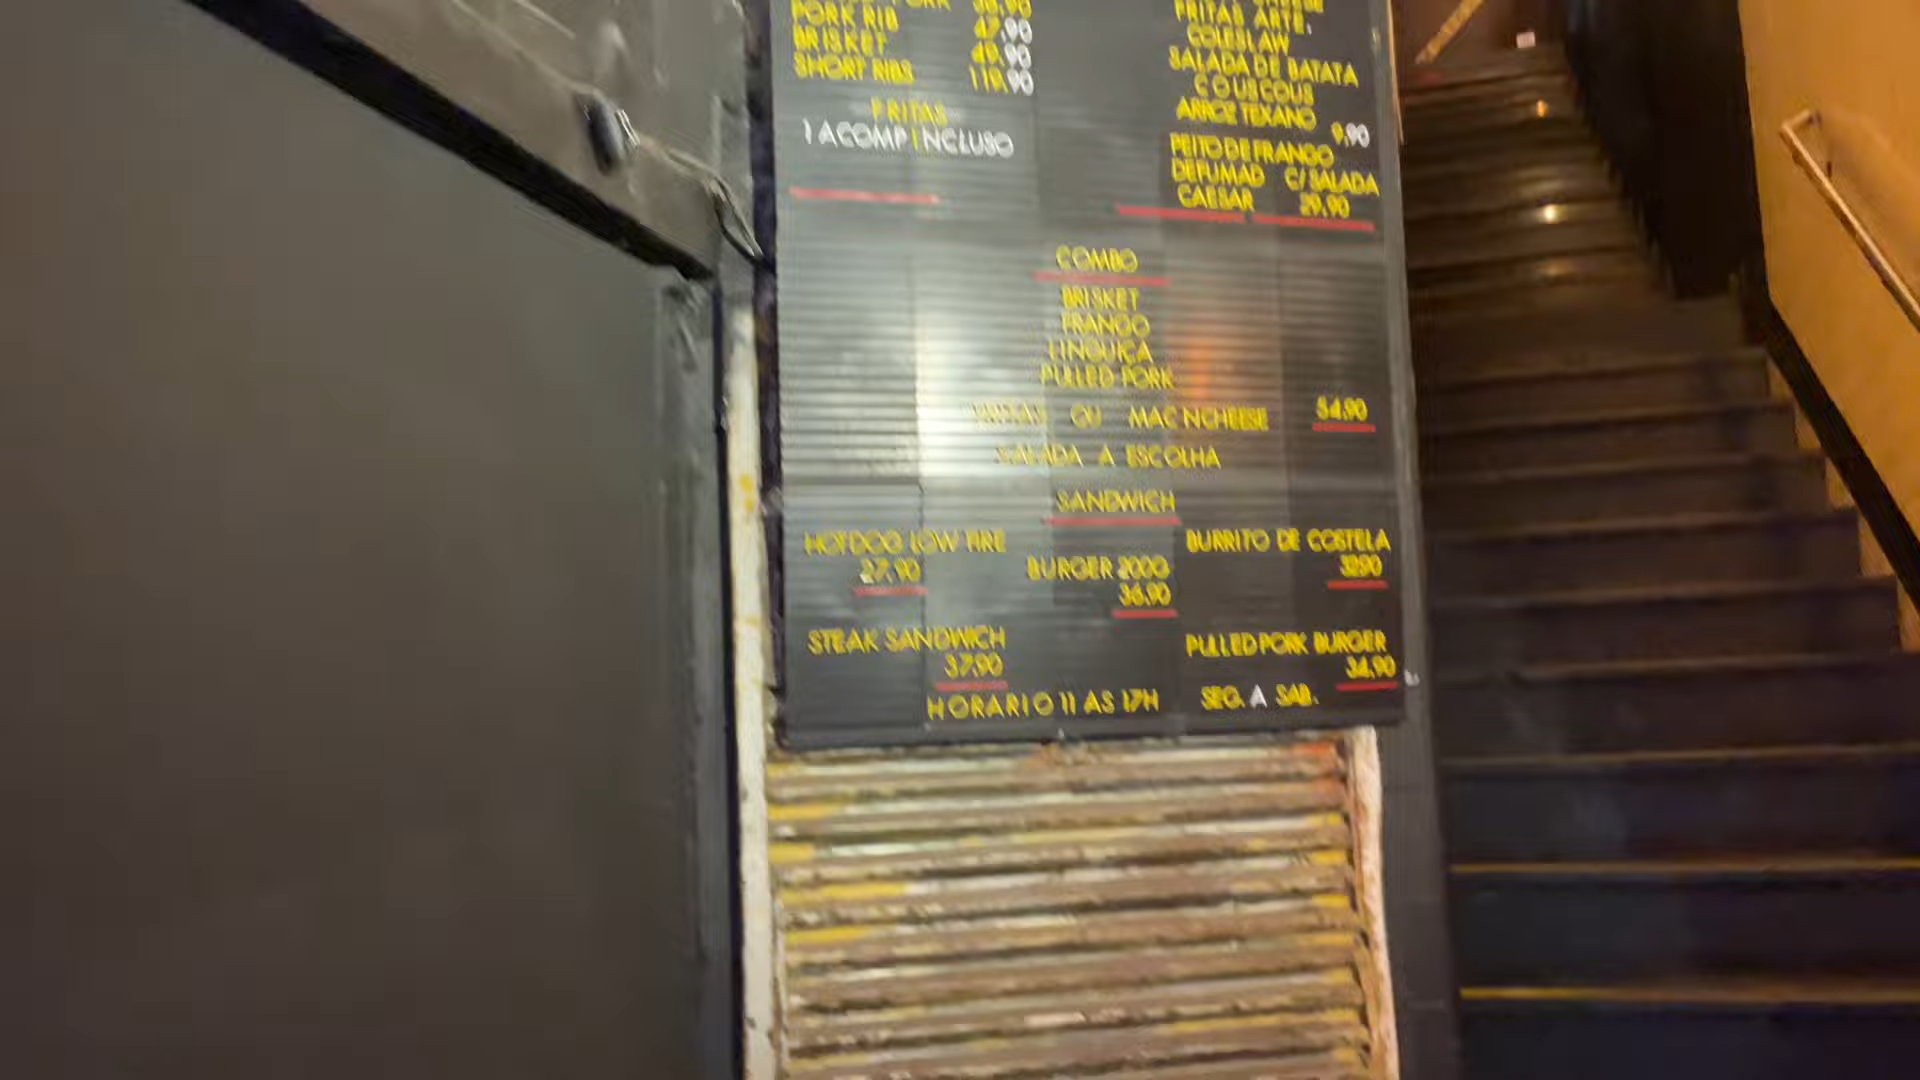 PORK RIB 47,90
BRISKET 49,90
SHORT RIBS 119,90
FRITAS
1 ACOMP INCLUSO
FRITAS ARTE.
COLESLAW
SALADA DE BATATA
COUSCOUS
ARROZ TEXANO 9,90
PEITO DE FRANGO
DEFUMAD C/SALADA
CAESAR 29,90
COMBO
BRISKET
FRANGO
LINGUICA
PULLED PORK
FRITAS OU MAC N CHEESE 54,90
SALADA A ESCOLHA
SANDWICH
HOTDOG LOW FIRE
27,90
BURGER 200G
36,90
BURRITO DE COSTELA
3290
STEAK SANDWICH
37,90
PULLED PORK BURGER
34,90
HORARIO 11 AS 17H SEG. A SAB.